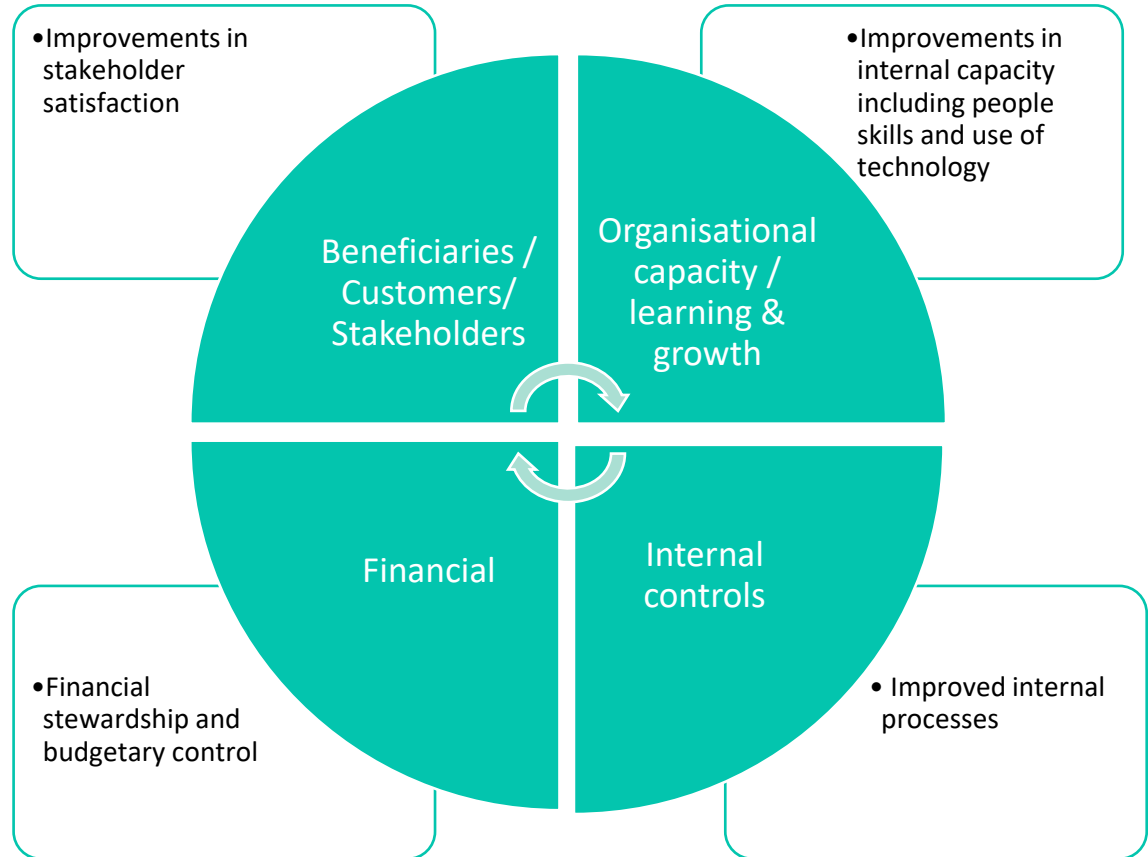 •Improvements in
stakeholder
satisfaction
•Improvements in
internal capacity
including people
skills and use of
technology
Beneficiaries /
Customers/
Stakeholders
Organisational
capacity /
learning &
growth
Financial
Internal
controls
•Financial
stewardship and
budgetary control
• Improved internal
processes